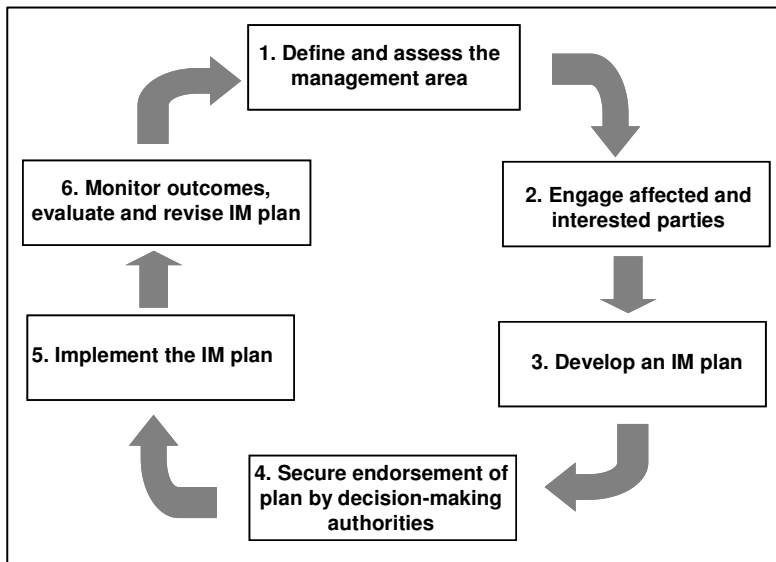 1. Define and assess the
management area
2. Engage affected and
interested parties
3. Develop an IM plan
4. Secure endorsement of
plan by decision-making
authorities
5. Implement the IM plan
6. Monitor outcomes,
evaluate and revise IM plan